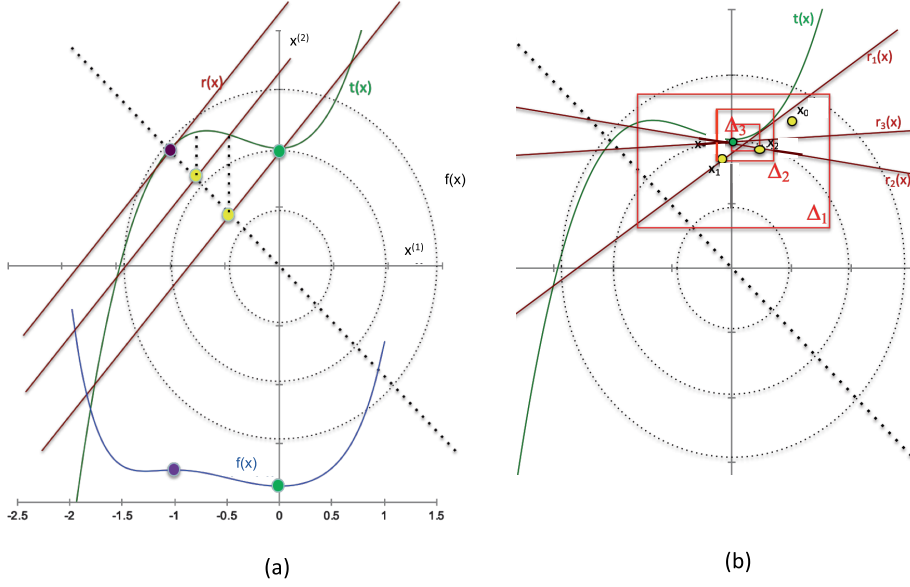 x(2)
r(x)
t(x)
f(x)
x(1)
f(x)
-2.5 -2 -1.5 -1 -0.5 0 0.5 1 1.5
(a)
t(x)
r1(x)
x0
r3(x)
Δ3
x*
x2
x1
Δ2
r2(x)
Δ1
(b)